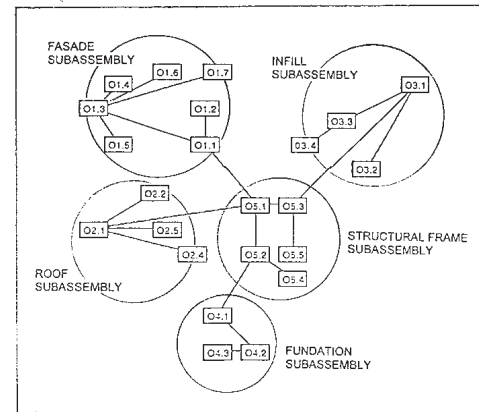 FASADE
SUBASSEMBLY
O1.4
O1.6
O1.7
O1.3
O1.2
O1.5
O1.1
INFILL
SUBASSEMBLY
O3.1
O3.3
O3.4
O3.2
O2.2
O2.1
O2.5
O2.4
ROOF
SUBASSEMBLY
O5.1
O5.3
O5.2
O5.5
O5.4
STRUCTURAL FRAME
SUBASSEMBLY
O4.1
O4.3
O4.2
FUNDATION
SUBASSEMBLY